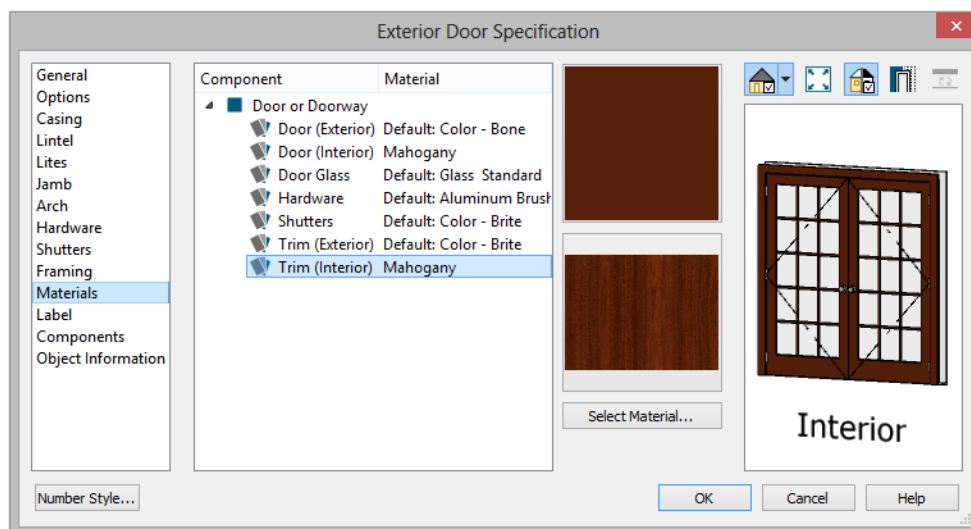 Exterior Door Specification
General
Options
Casing
Lintel
Lites
Jamb
Arch
Hardware
Shutters
Framing
Materials
Label
Components
Object Information
Component Material
Door or Doorway
Door (Exterior) Default: Color - Bone
Door (Interior) Mahogany
Door Glass Default: Glass Standard
Hardware Default: Aluminum Brush
Shutters Default: Color - Brite
Trim (Exterior) Default: Color - Brite
Trim (Interior) Mahogany
Select Material...
Interior
Number Style...
OK
Cancel
Help